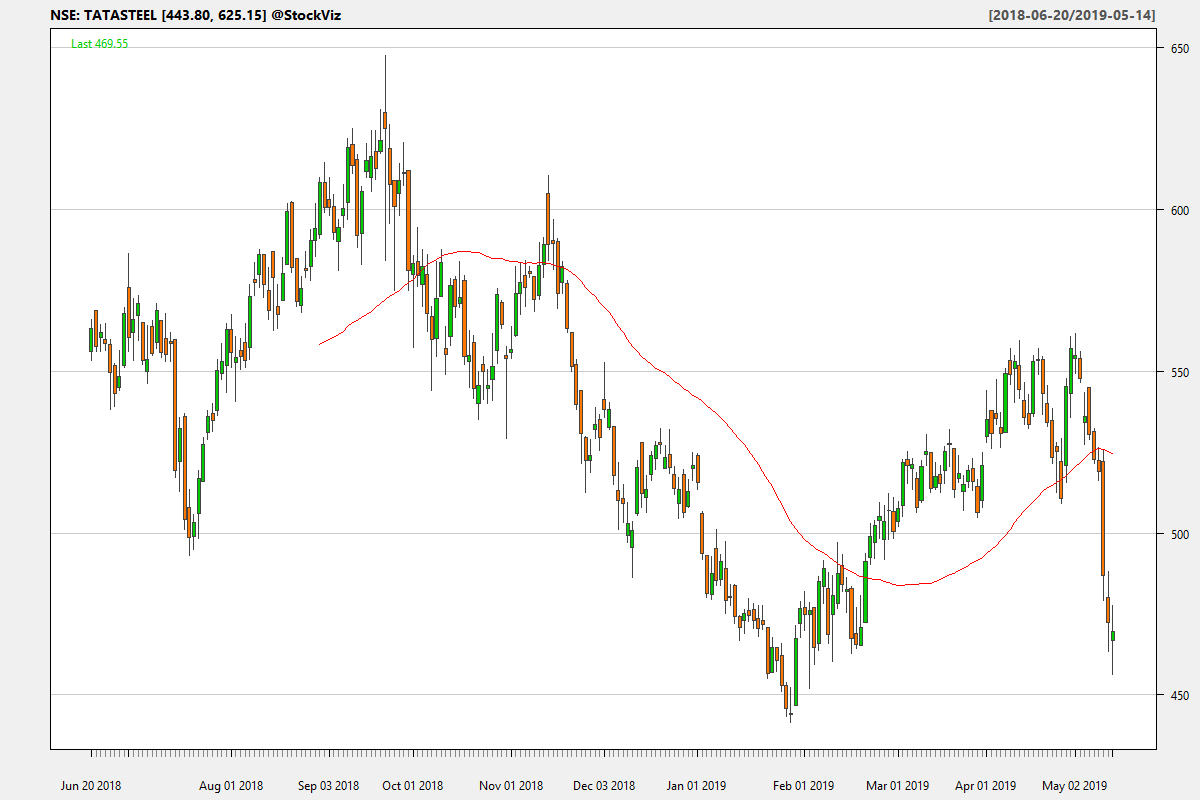 NSE: TATASTEEL [443.80, 625.15] @StockViz
[2018-06-20/2019-05-14]
Last 469.55
650
600
550
500
450
Jun 20 2018
Aug 01 2018
Sep 03 2018
Oct 01 2018
Nov 01 2018
Dec 03 2018
Jan 01 2019
Feb 01 2019
Mar 01 2019
Apr 01 2019
May 02 2019